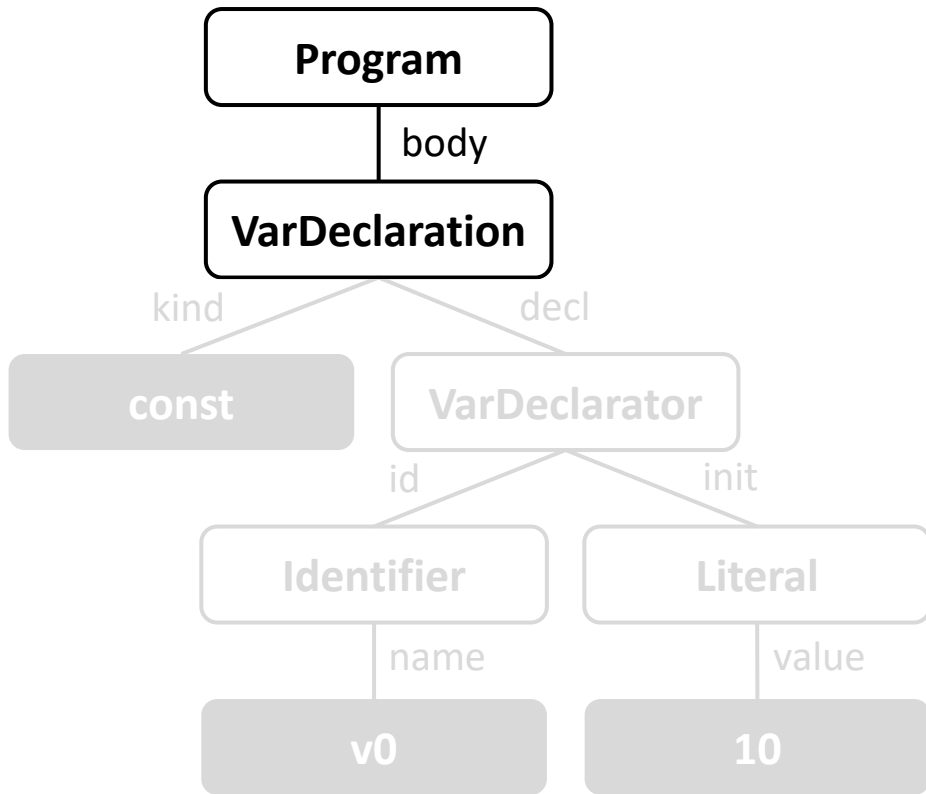 Program
body
VarDeclaration
kind decl
const VarDeclarator
id init
Identifier Literal
name value
v0 10